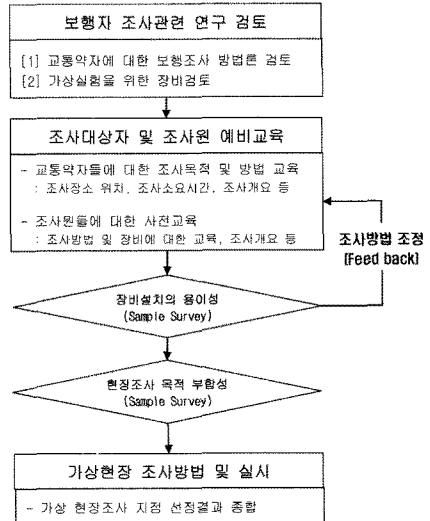 보행자 조사관련 연구 검토
[1] 교통약자에 대한 보행조사 방법론 검토
[2] 가상실험을 위한 장비검토
조사대상자 및 조사원 예비교육
- 교통약자들에 대한 조사목적 및 방법 교육
: 조사장소 위치, 조사소요시간, 조사개요 등
- 조사원들에 대한 사전교육
: 조사방법 및 장비에 대한 교육, 조사개요 등
조사방법 조정
(Feed back)
장비설치의 용이성
(Sample Survey)
현장조사 목적 부합성
(Sample Survey)
가상현장 조사방법 및 실시
- 가상 현장조사 지점 선정결과 종합